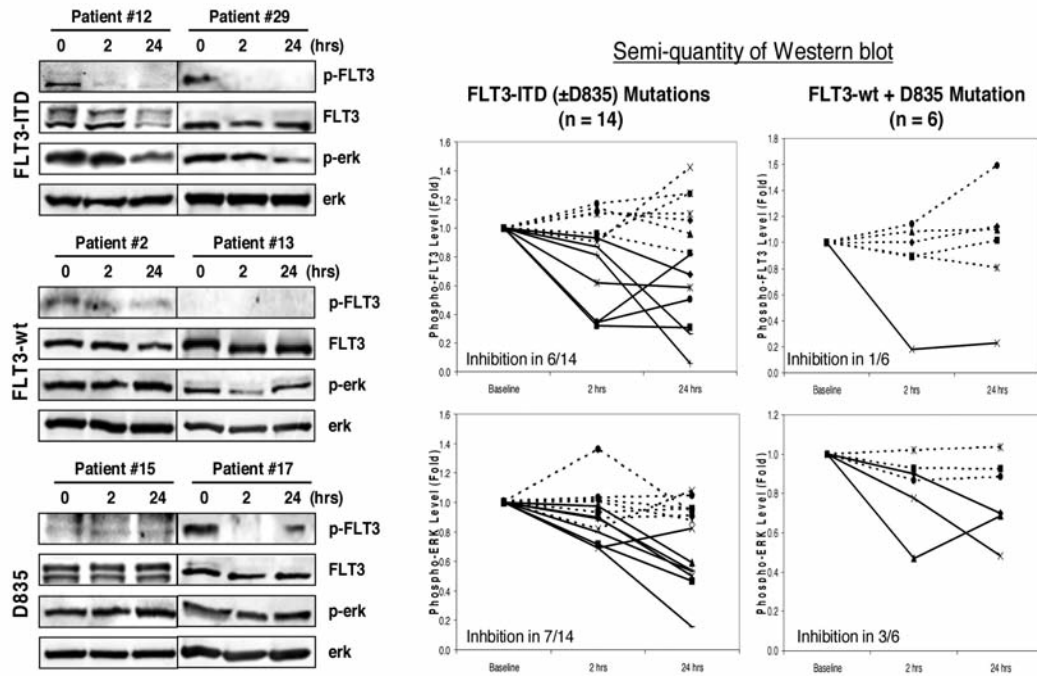 Patient #12 Patient #29
0 2 24 0 2 24 (hrs)
FLT3-ITD
p-FLT3
FLT3
p-erk
erk
Patient #2 Patient #13
0 2 24 0 2 24 (hrs)
FLT3-wt
p-FLT3
FLT3
p-erk
erk
Patient #15 Patient #17
0 2 24 0 2 24 (hrs)
D835
p-FLT3
FLT3
p-erk
erk
Semi-quantity of Western blot
FLT3-ITD (±D835) Mutations
(n = 14)
Phospho-FLT3 Level (Fold)
1.6
1.4
1.2
1.0
0.8
0.6
0.4
0.2
0.0
Inhibition in 6/14
Baseline 2 hrs 24 hrs
FLT3-wt + D835 Mutation
(n = 6)
Phospho-FLT3 Level (Fold)
1.8
1.6
1.4
1.2
1.0
0.8
0.6
0.4
0.2
0.0
Inhibition in 1/6
Baseline 2 hrs 24 hrs
Phospho-ERK Level (Fold)
1.6
1.4
1.2
1.0
0.8
0.6
0.4
0.2
0.0
Inhbition in 7/14
Baseline 2 hrs 24 hrs
Phospho-ERK Level (Fold)
1.2
1.0
0.8
0.6
0.4
0.2
0.0
Inhibition in 3/6
Baseline 2 hrs 24 hrs